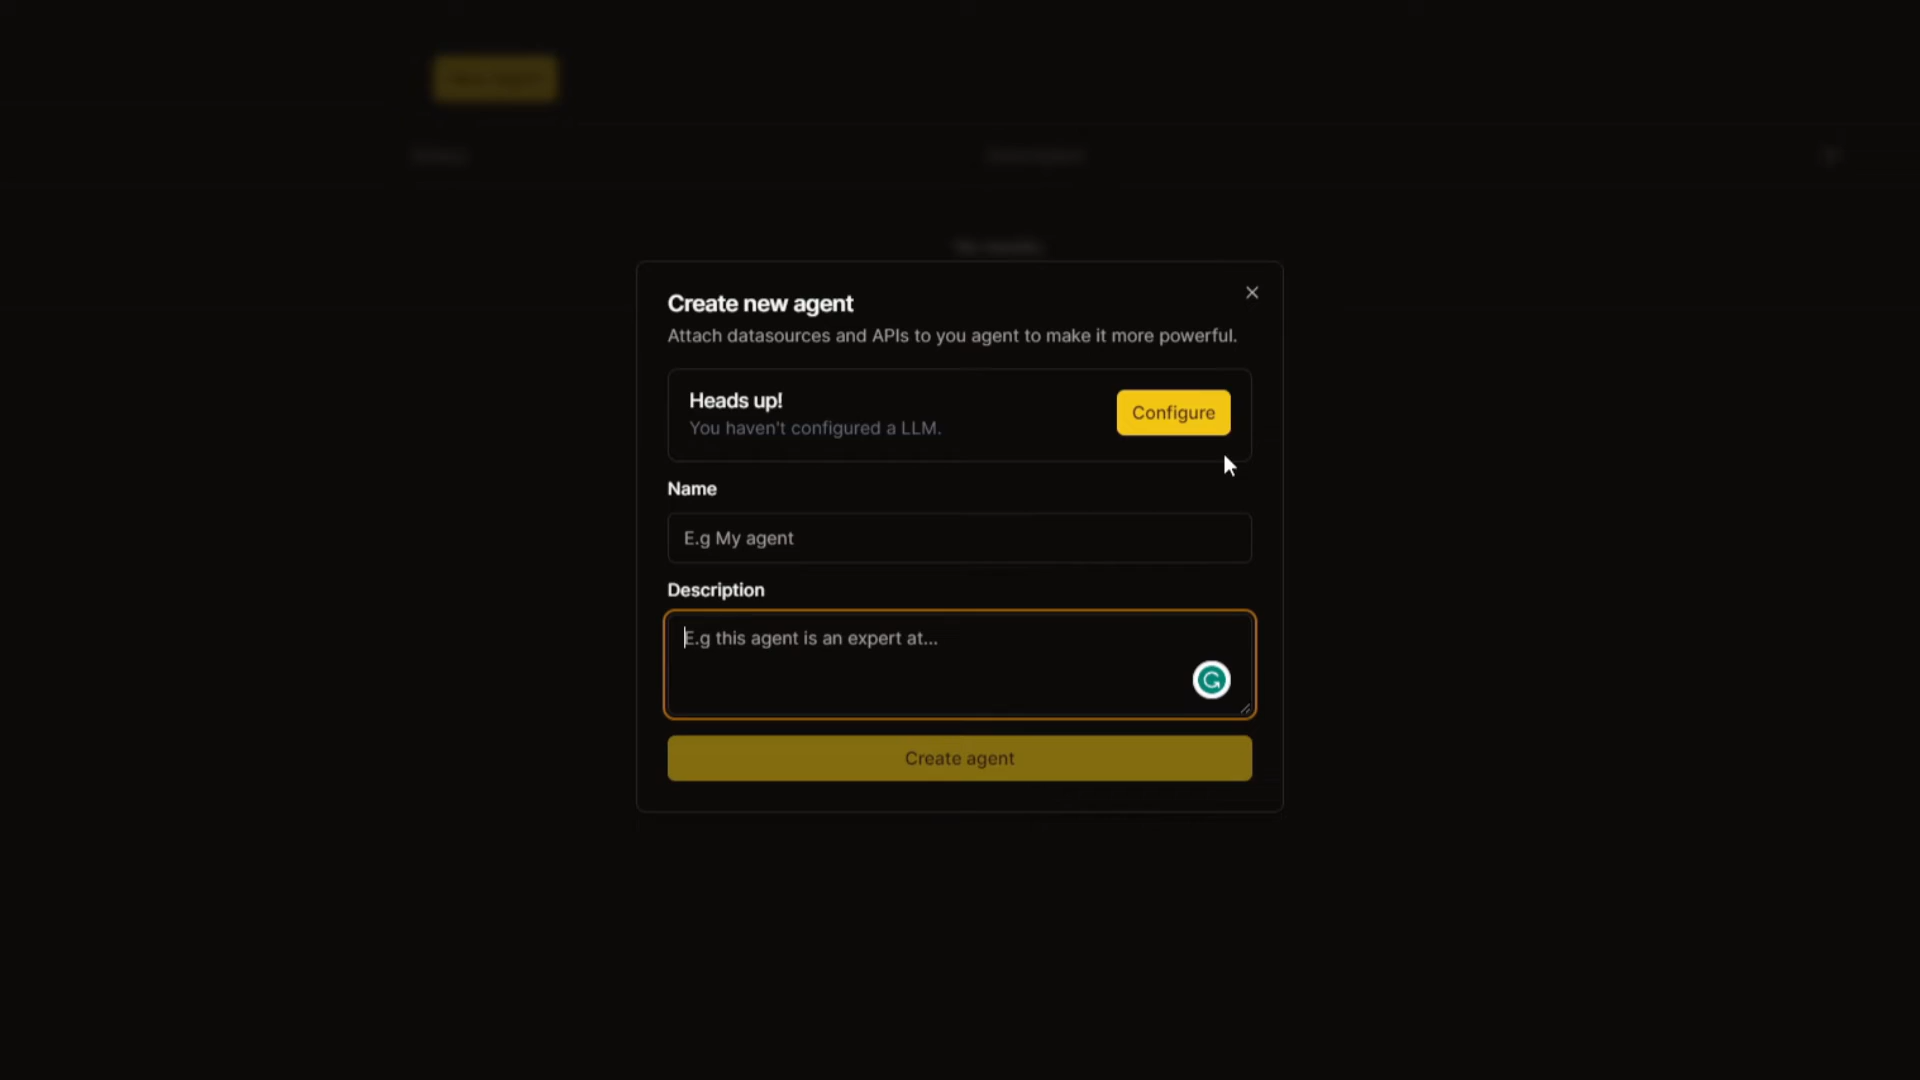 Create new agent
Attach datasources and APIs to you agent to make it more powerful.
Heads up!
You haven't configured a LLM.
Configure
Name
E.g My agent
Description
E.g this agent is an expert at...
Create agent